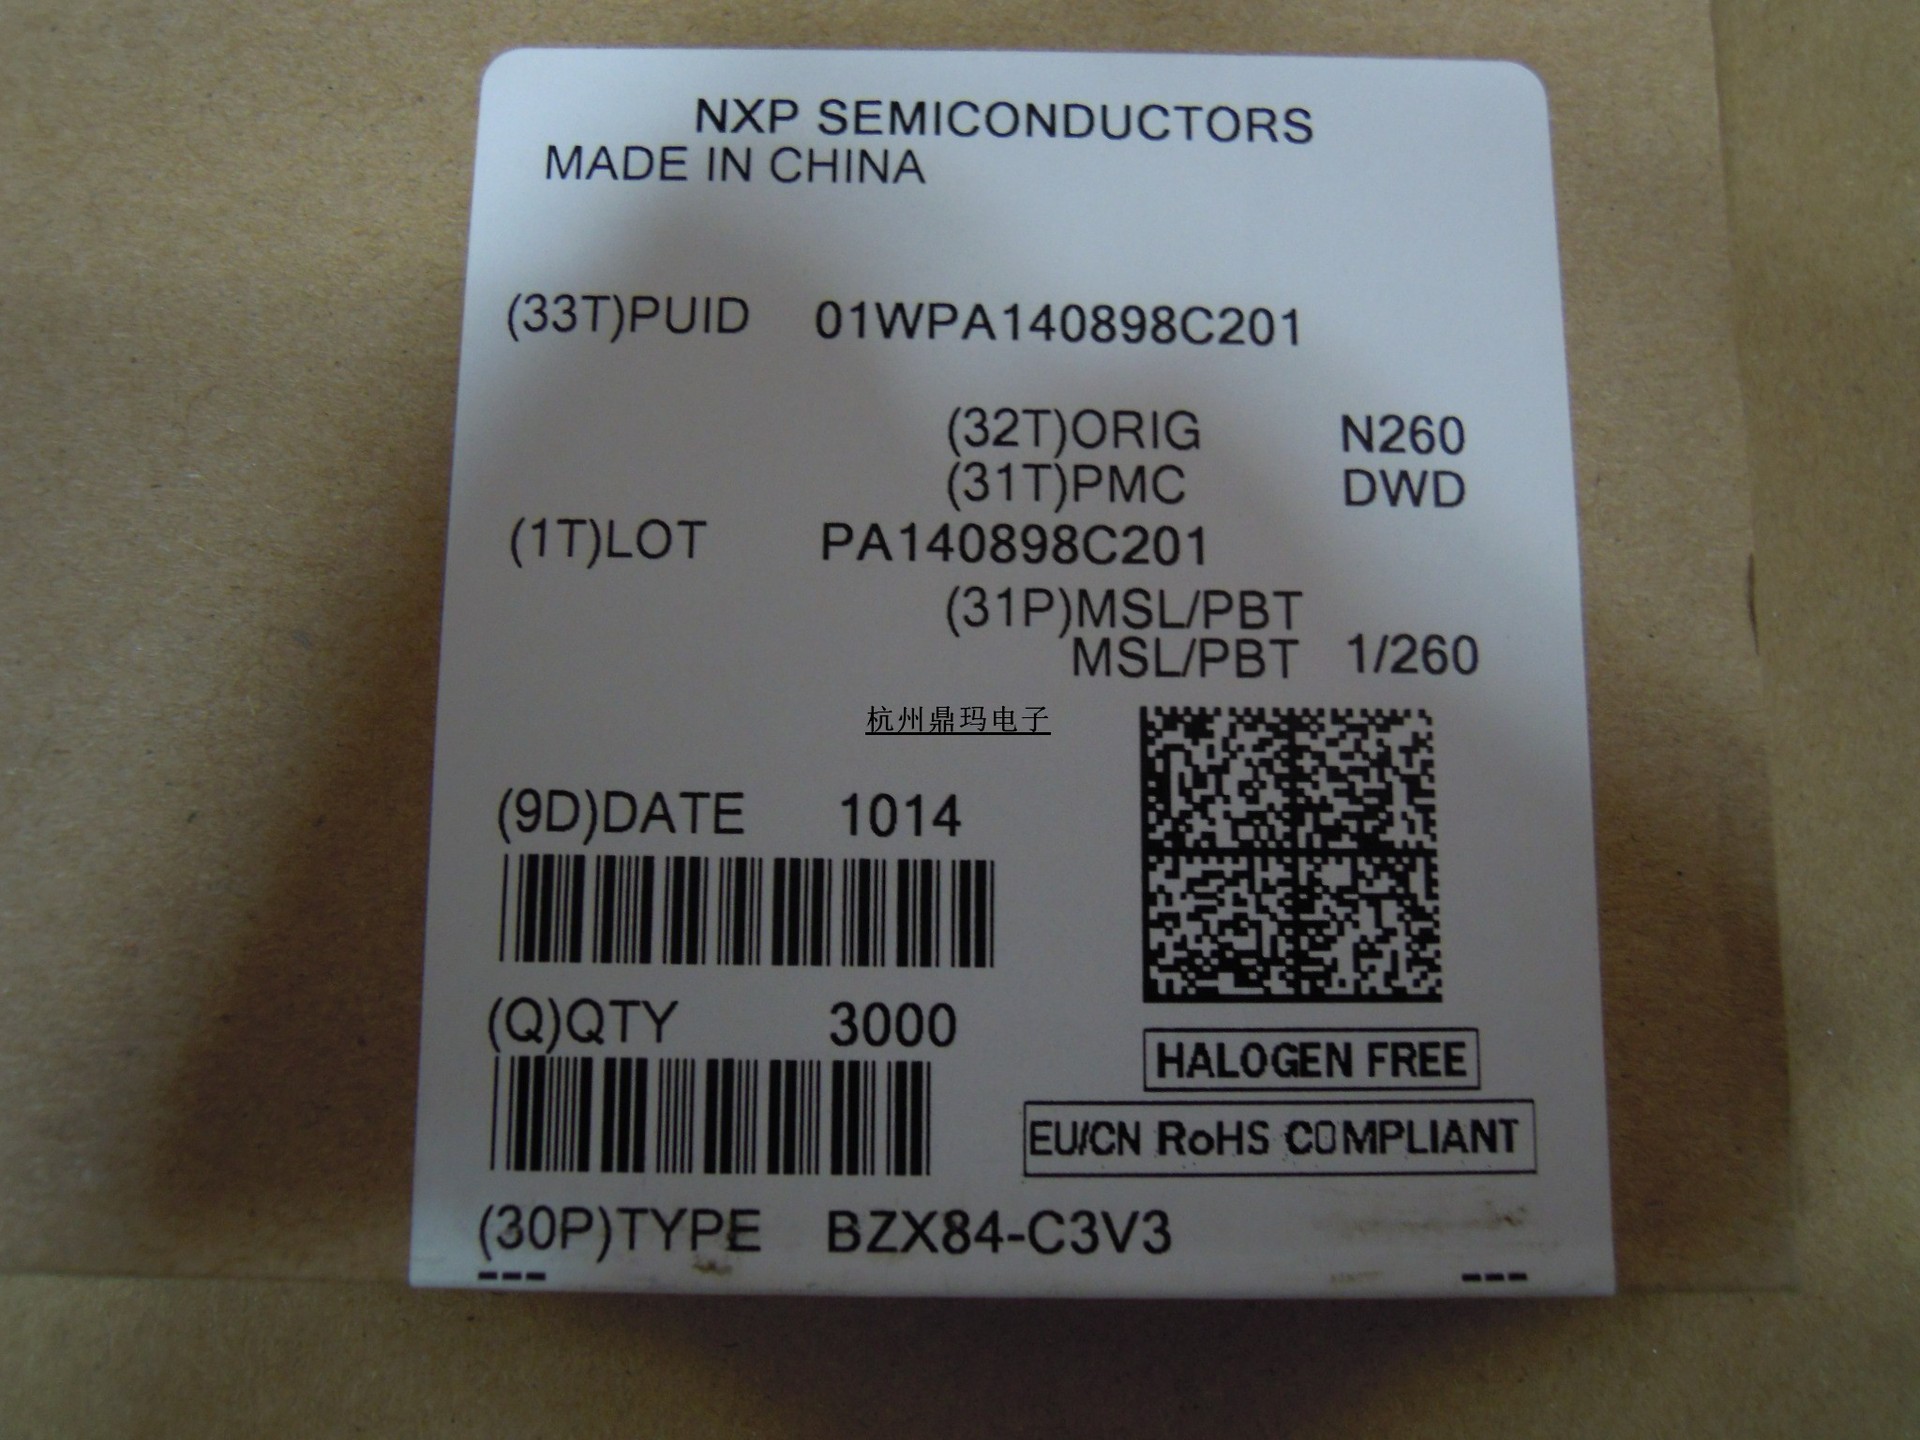 NXP SEMICONDUCTORS
MADE IN CHINA
(33T)PUID 01WPA140898C201
(32T)ORIG N260
(31T)PMC DWD
(1T)LOT PA140898C201
(31P)MSL/PBT
MSL/PBT 1/260
杭州鼎玛电子
(9D)DATE 1014
(Q)QTY 3000
HALOGEN FREE
EU/CN RoHS COMPLIANT
(30P)TYPE BZX84-C3V3